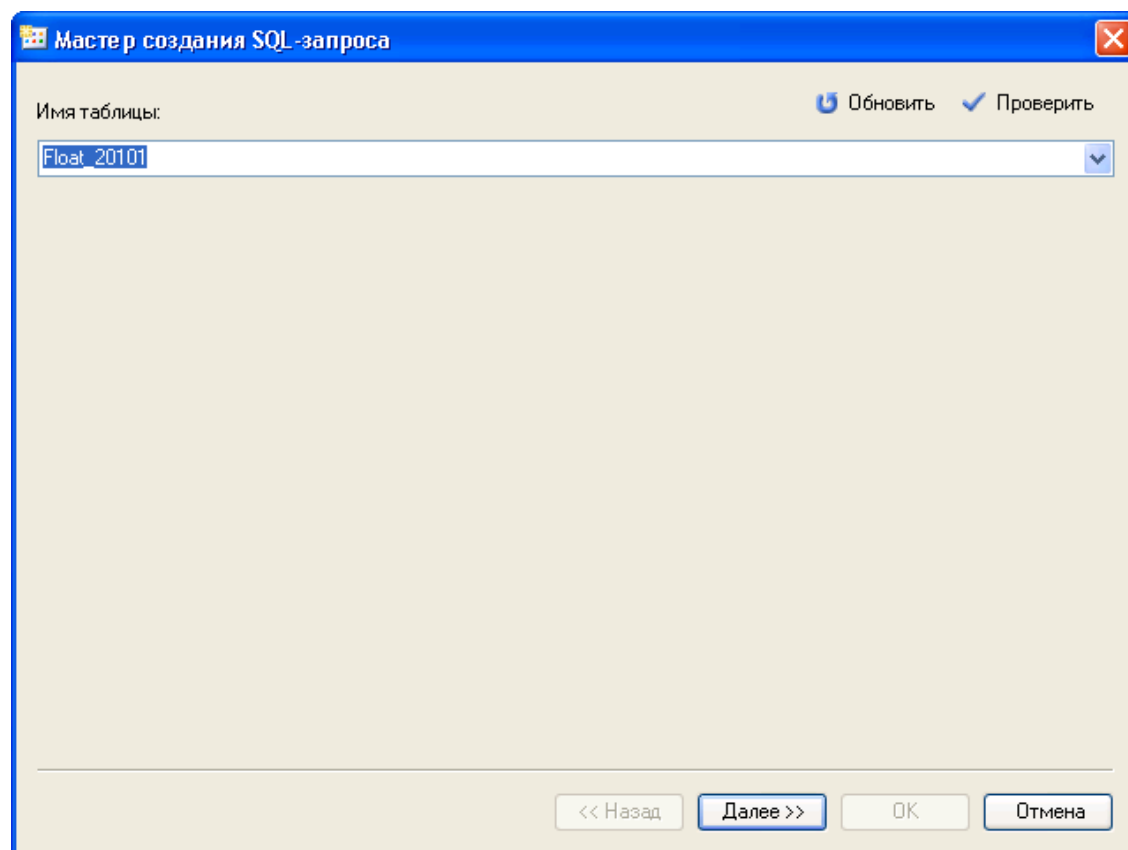 Мастер создания SQL-запроса
Обновить Проверить
Имя таблицы:
Float_20101
<< Назад Далее >> OK Отмена